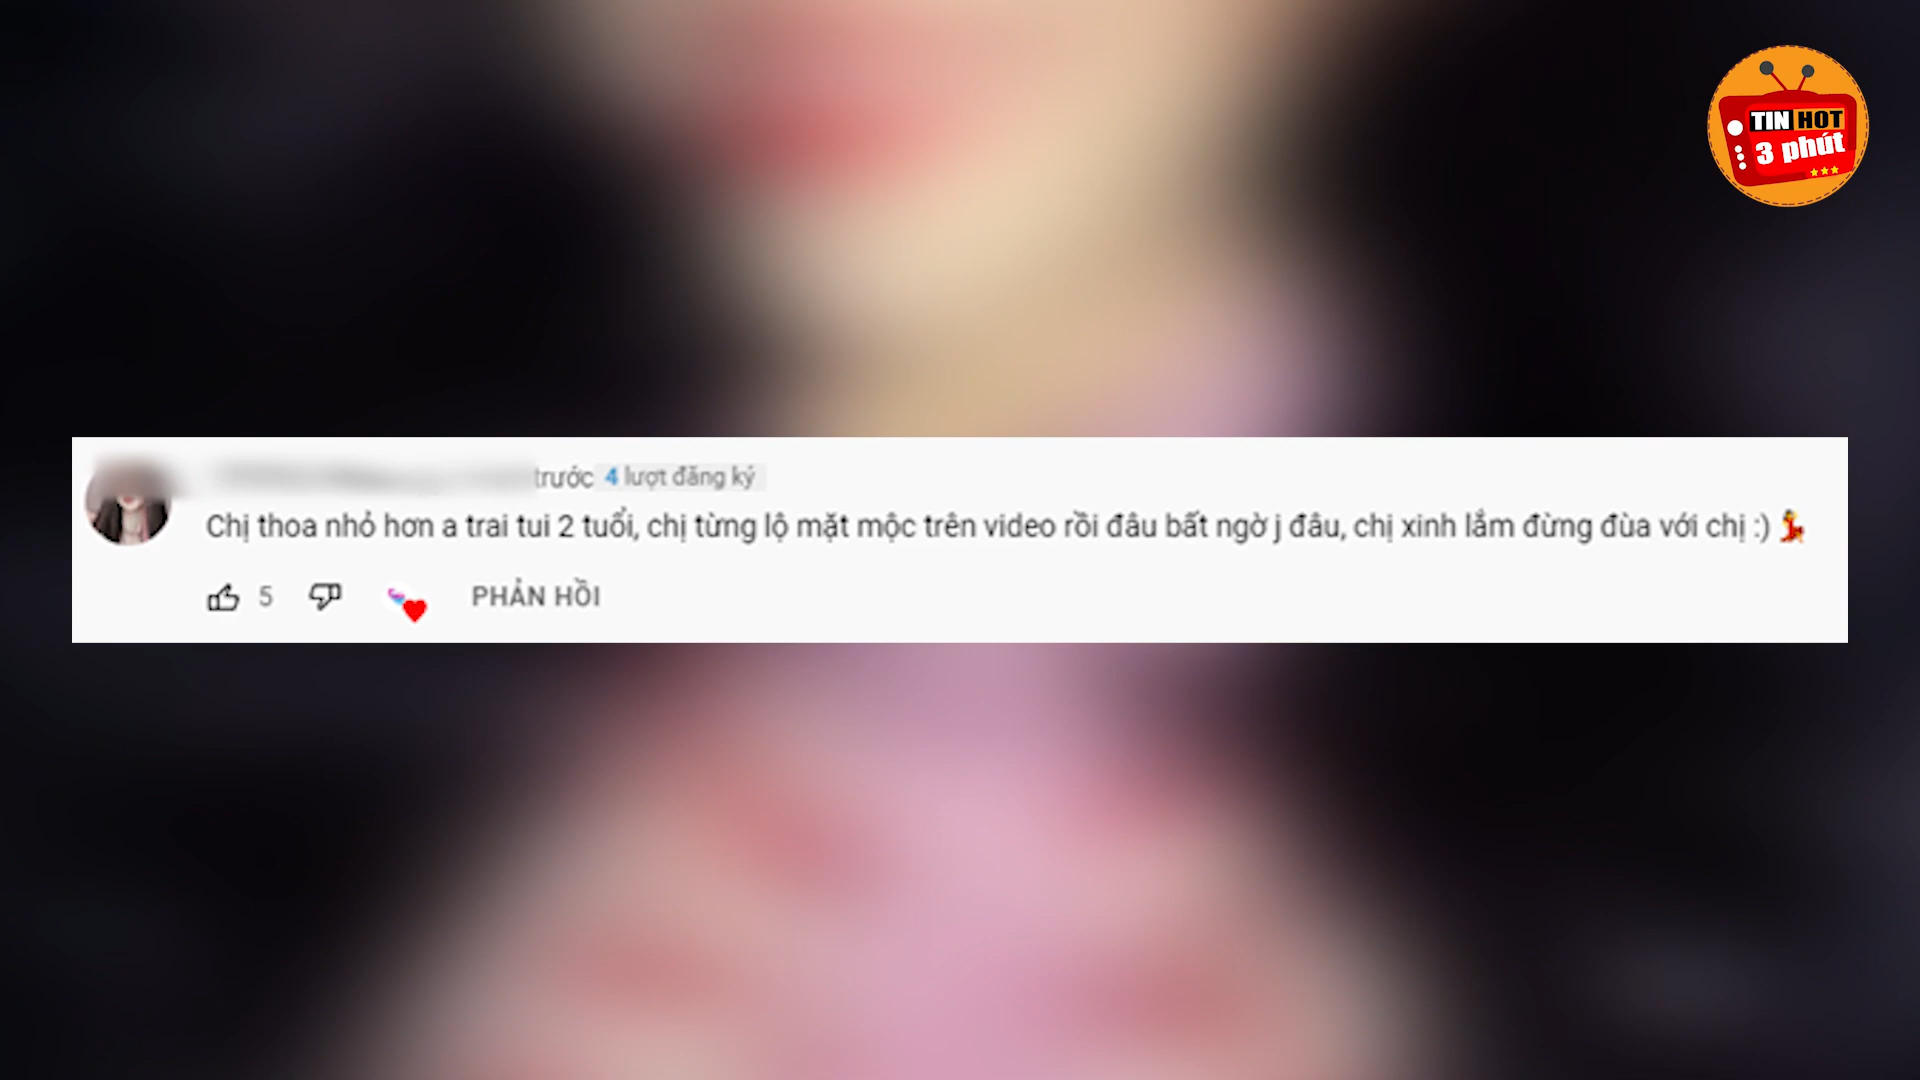 TIN HOT
3 phút
trước 4 lượt đăng ký
Chị thoa nhỏ hơn a trai tui 2 tuổi, chị từng lộ mặt mộc trên video rồi đâu bất ngờ j đâu, chị xinh lắm đừng đùa với chị :) 💃
5 PHẢN HỒI